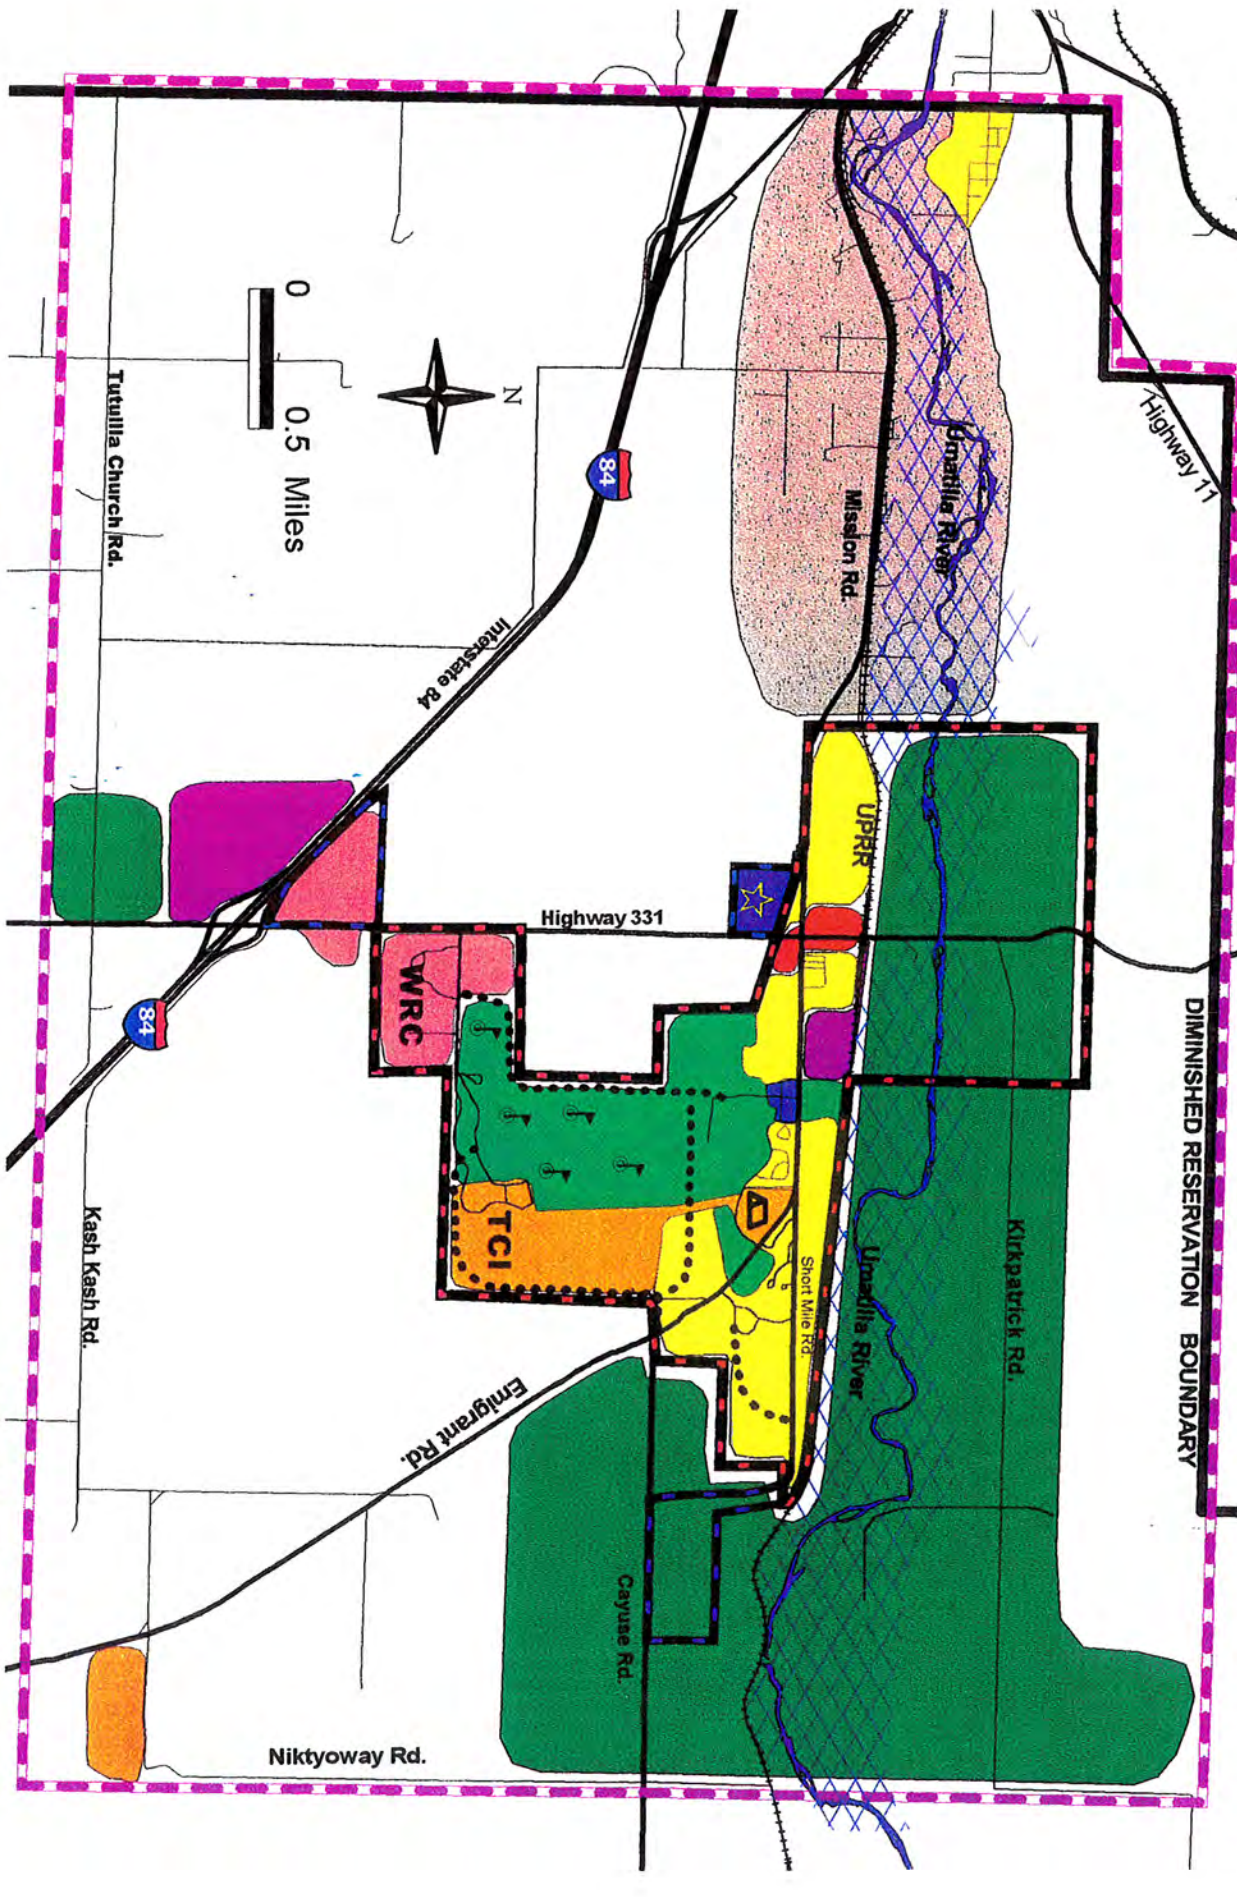 Highway 11
Umadilla River
Mission Rd.
N
0 0.5 Miles
84
Tutuilla Church Rd.
Interstate 84
UPRR
Highway 331
WRC
84
DIMINISHED RESERVATION BOUNDARY
TCI
Short Mile Rd.
Umadilla River
Kirkpatrick Rd.
Kash Kash Rd.
Emigrant Rd.
Cayuse Rd.
Niktyoway Rd.